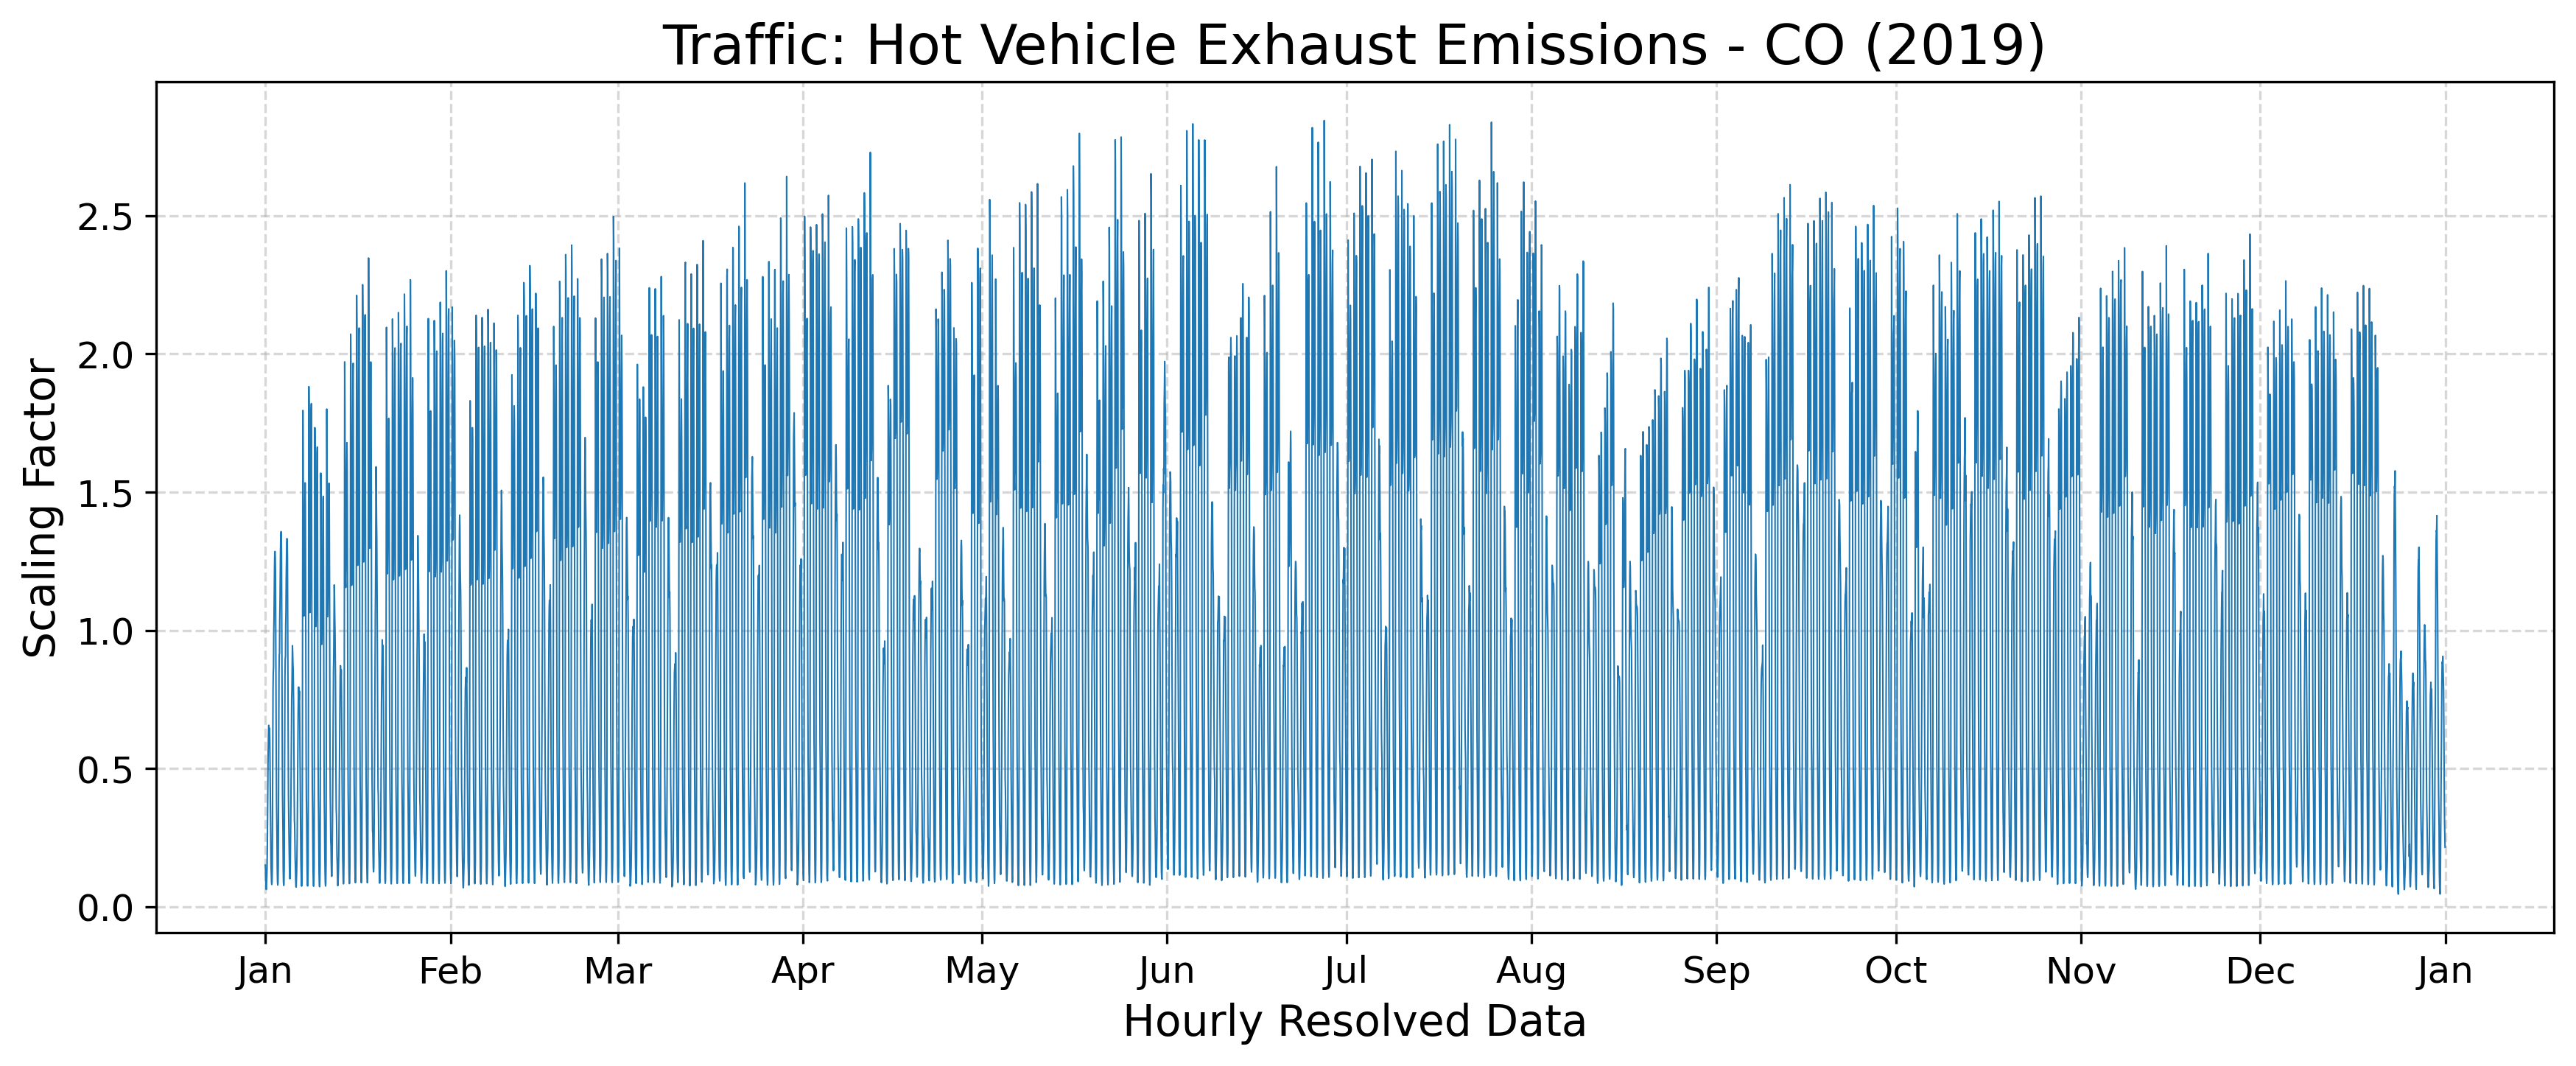 Traffic: Hot Vehicle Exhaust Emissions - CO (2019)
Scaling Factor
2.5
2.0
1.5
1.0
0.5
0.0
Jan Feb Mar Apr May Jun Jul Aug Sep Oct Nov Dec Jan
Hourly Resolved Data